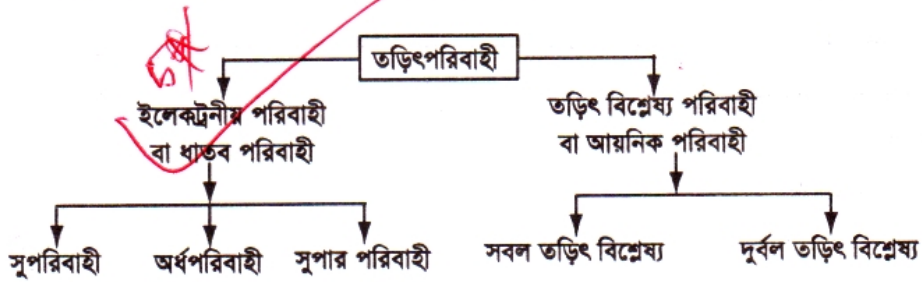 তড়িৎপরিবাহী
ইলেকট্রনীয় পরিবাহী
বা ধাতব পরিবাহী
তড়িৎ বিশ্লেষ্য পরিবাহী
বা আয়নিক পরিবাহী
সুপরিবাহী
অর্ধপরিবাহী
সুপার পরিবাহী
সবল তড়িৎ বিশ্লেষ্য
দুর্বল তড়িৎ বিশ্লেষ্য